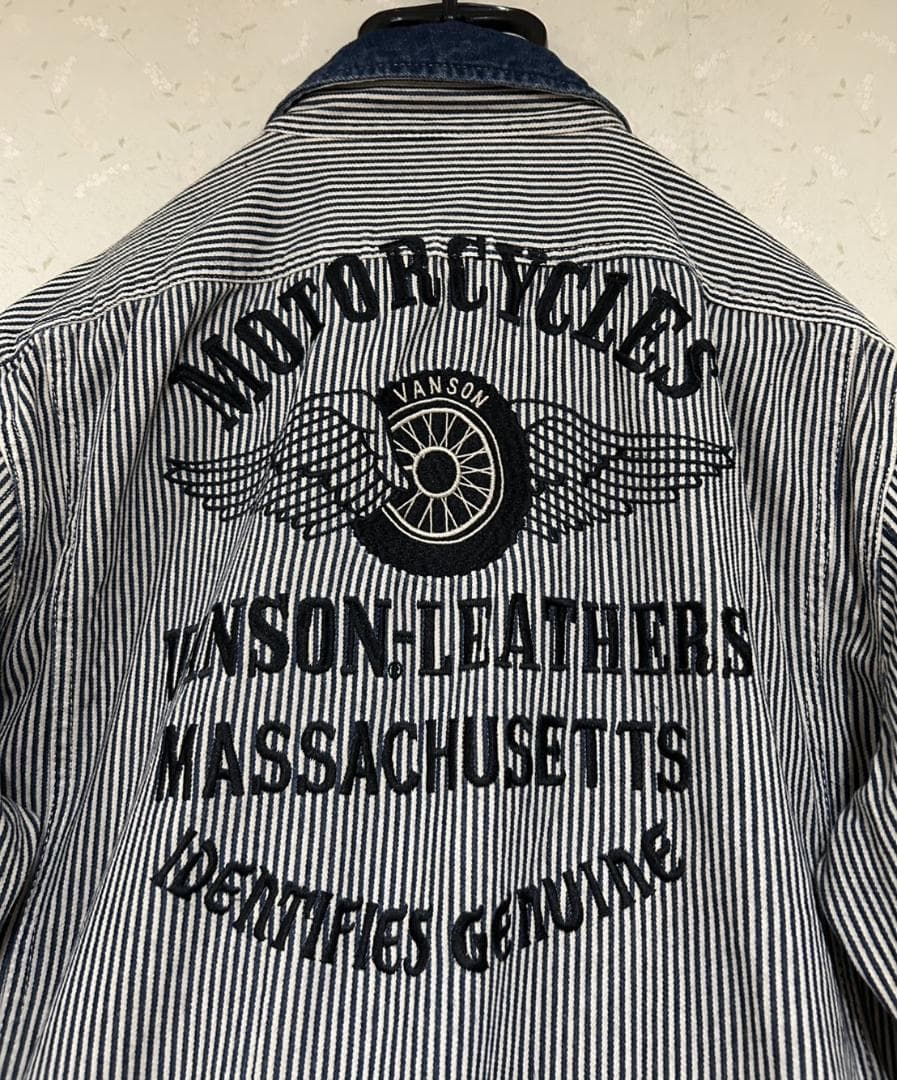 MOTORCYCLES
VANSON
VANSON-LEATHERS
®
MASSACHUSETTS
IDENTIFIES GENUINE